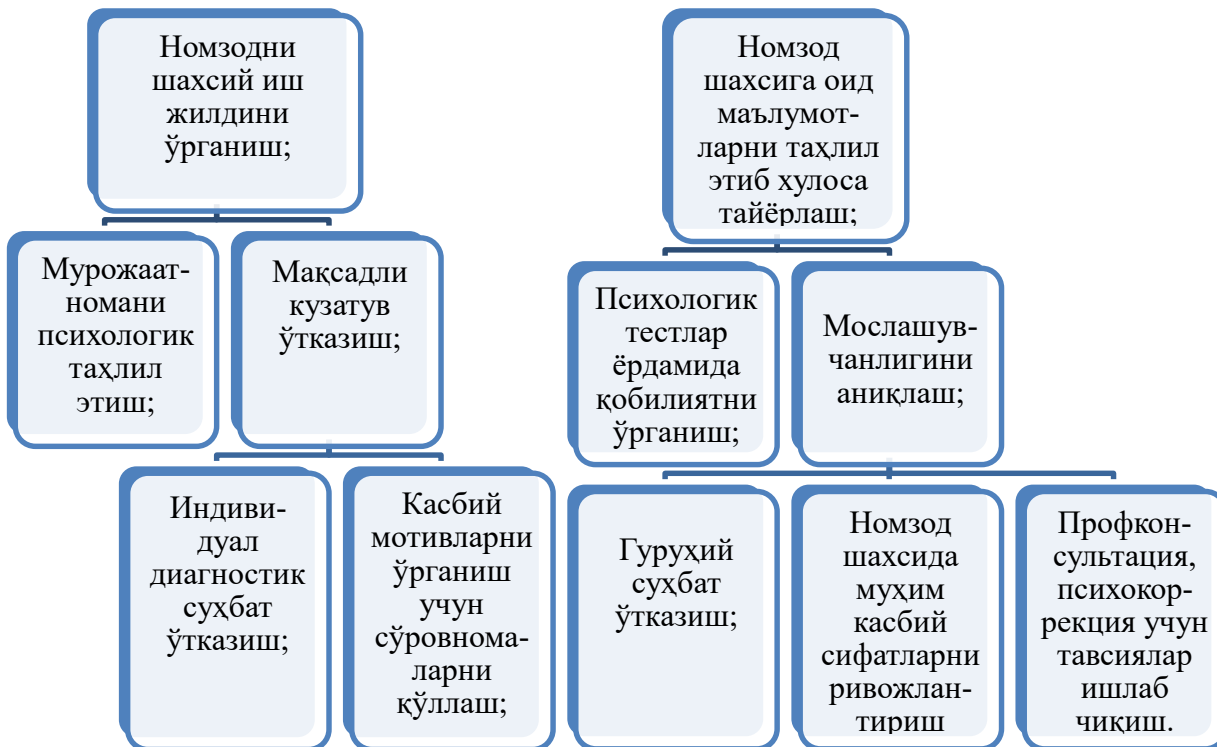 Номзодни
шахсий иш
жилдини
ўрганиш;
Номзод
шахсига оид
маълумот-
ларни таҳлил
этиб хулоса
тайёрлаш;
Мурожаат-
номани
психологик
таҳлил
этиш;
Мақсадли
кузатув
ўтказиш;
Психологик
тестлар
ёрдамида
қобилиятни
ўрганиш;
Мослашув-
чанлигини
аниқлаш;
Индиви-
дуал
диагностик
суҳбат
ўтказиш;
Касбий
мотивларни
ўрганиш
учун
сўровнома-
ларни
қўллаш;
Гуруҳий
суҳбат
ўтказиш;
Номзод
шахсида
муҳим
касбий
сифатларни
ривожлан-
тириш
Профкон-
сультация,
психокор-
рекция учун
тавсиялар
ишлаб
чиқиш.